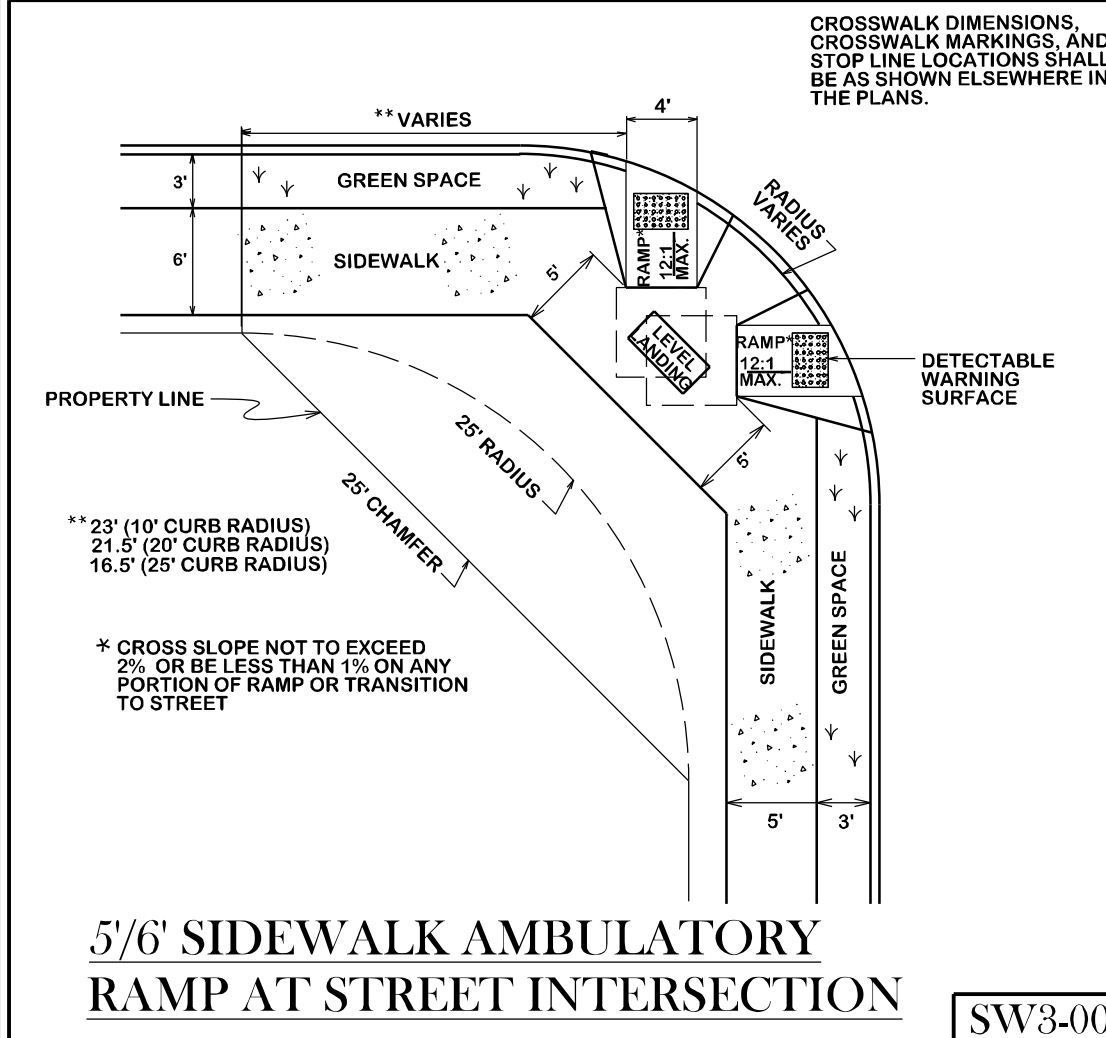 CROSSWALK DIMENSIONS,
CROSSWALK MARKINGS, AND
STOP LINE LOCATIONS SHALL
BE AS SHOWN ELSEWHERE IN
THE PLANS.
** VARIES
4'
3'
GREEN SPACE
RADIUS
VARIES
6'
SIDEWALK
5'
RAMP*
12:1
MAX.
LEVEL
LANDING
RAMP*
12:1
MAX.
DETECTABLE
WARNING
SURFACE
PROPERTY LINE
25' RADIUS
5'
25' CHAMFER
** 23' (10' CURB RADIUS)
21.5' (20' CURB RADIUS)
16.5' (25' CURB RADIUS)
SIDEWALK
GREEN SPACE
* CROSS SLOPE NOT TO EXCEED
2% OR BE LESS THAN 1% ON ANY
PORTION OF RAMP OR TRANSITION
TO STREET
5'
3'
5'/6' SIDEWALK AMBULATORY
RAMP AT STREET INTERSECTION
SW3-00